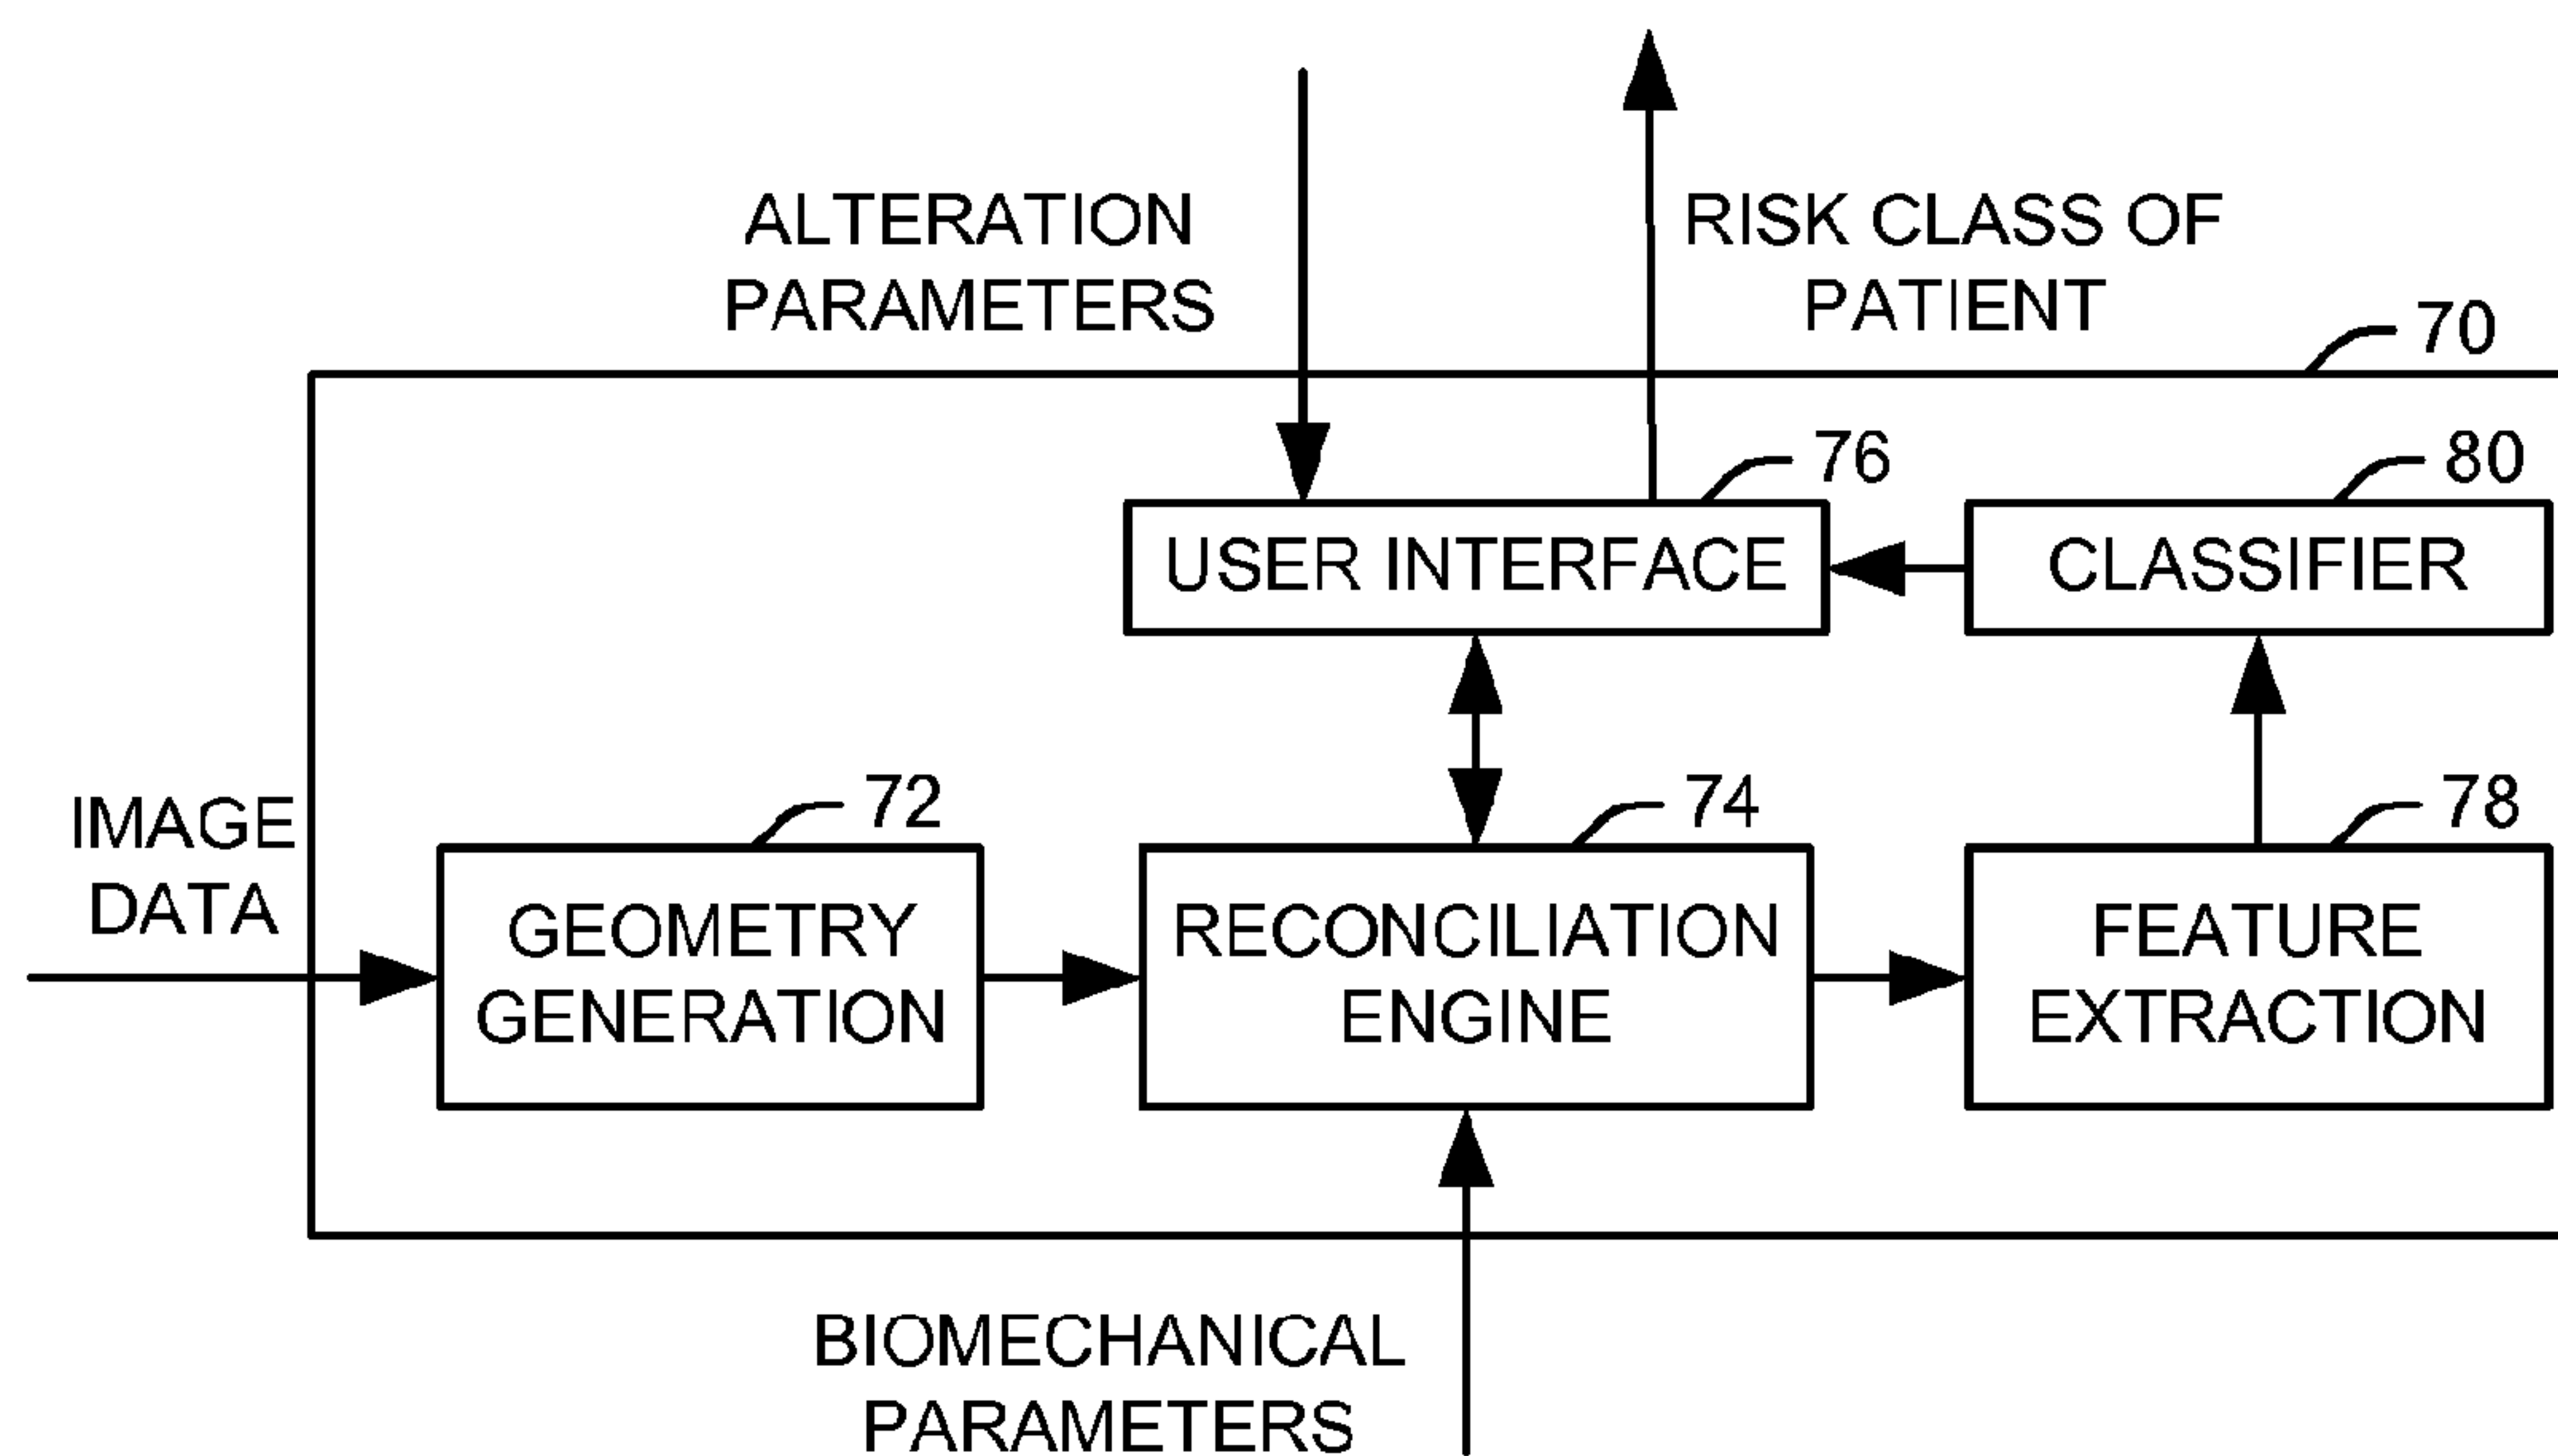 ALTERATION
PARAMETERS
RISK CLASS OF
PATIENT
70
76
80
USER INTERFACE
CLASSIFIER
IMAGE
DATA
72
74
78
GEOMETRY
GENERATION
RECONCILIATION
ENGINE
FEATURE
EXTRACTION
BIOMECHANICAL
PARAMETERS